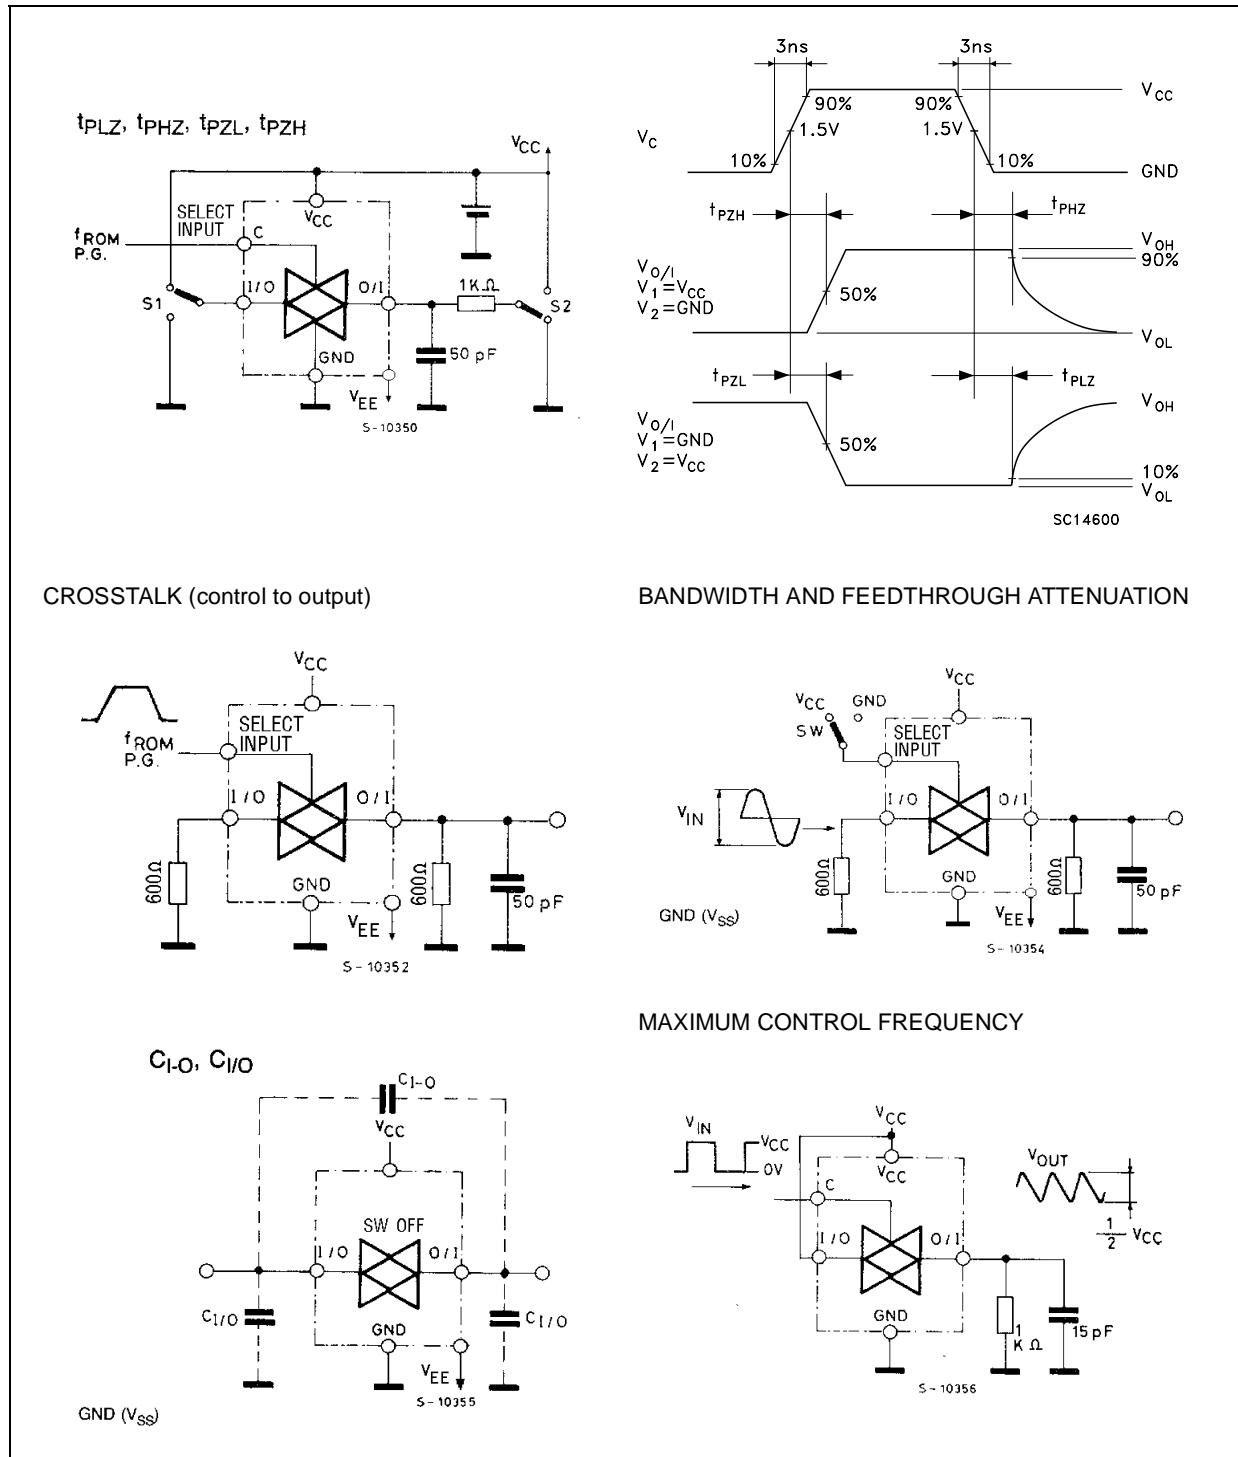 tPLZ, tPHZ, tPZL, tPZH
VCC
SELECT
INPUT
VCC
C
fROM
P.G.
I/O
O/I
1KΩ
S1
S2
50 pF
GND
VEE
S-10350
3ns
3ns
VCC
90%
90%
VC
1.5V
1.5V
10%
10%
GND
tPZH
tPHZ
VOH
90%
VO/I
V1=VCC
V2=GND
50%
VOL
tPZL
tPLZ
VOH
VO/I
V1=GND
V2=VCC
50%
10%
VOL
SC14600
CROSSTALK (control to output)
VCC
SELECT
INPUT
fROM
P.G.
I/O
O/I
600Ω
600Ω
50 pF
GND
VEE
S-10352
BANDWIDTH AND FEEDTHROUGH ATTENUATION
VCC
VCC
GND
SW
SELECT
INPUT
I/O
O/I
VIN
600Ω
600Ω
50 pF
GND
GND (VSS)
VEE
S-10354
CI-O, CI/O
CI-O
VCC
SW OFF
I/O
O/I
CI/O
CI/O
GND
VEE
S-10355
GND (VSS)
MAXIMUM CONTROL FREQUENCY
VIN
VCC
0V
VCC
VCC
C
VOUT
1/2 VCC
I/O
O/I
GND
1
KΩ
15pF
S-10356